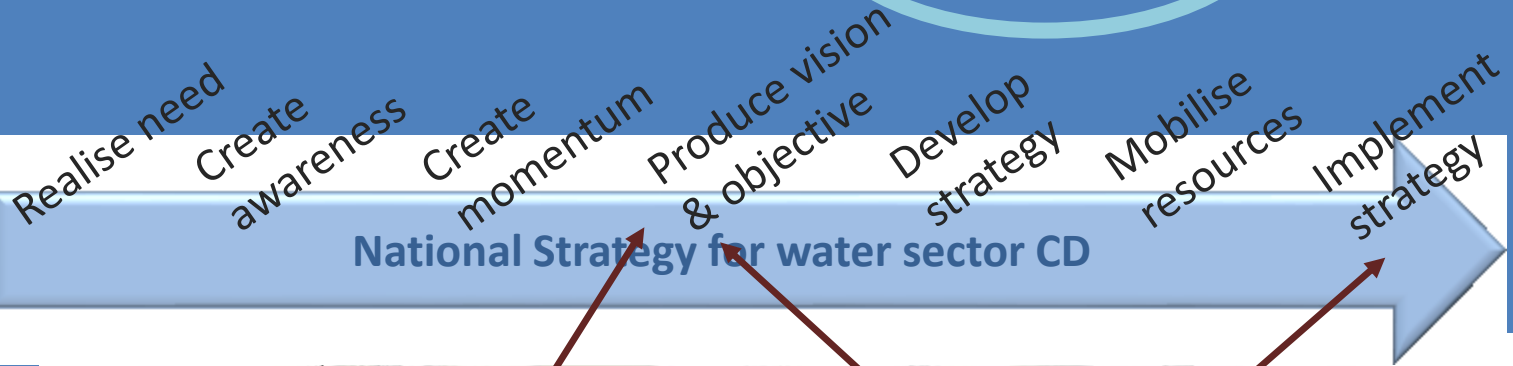 Realise need
Create
awareness
Create
momentum
Produce vision
& objective
Develop
strategy
Mobilise
resources
Implement
strategy
National Strategy for water sector CD